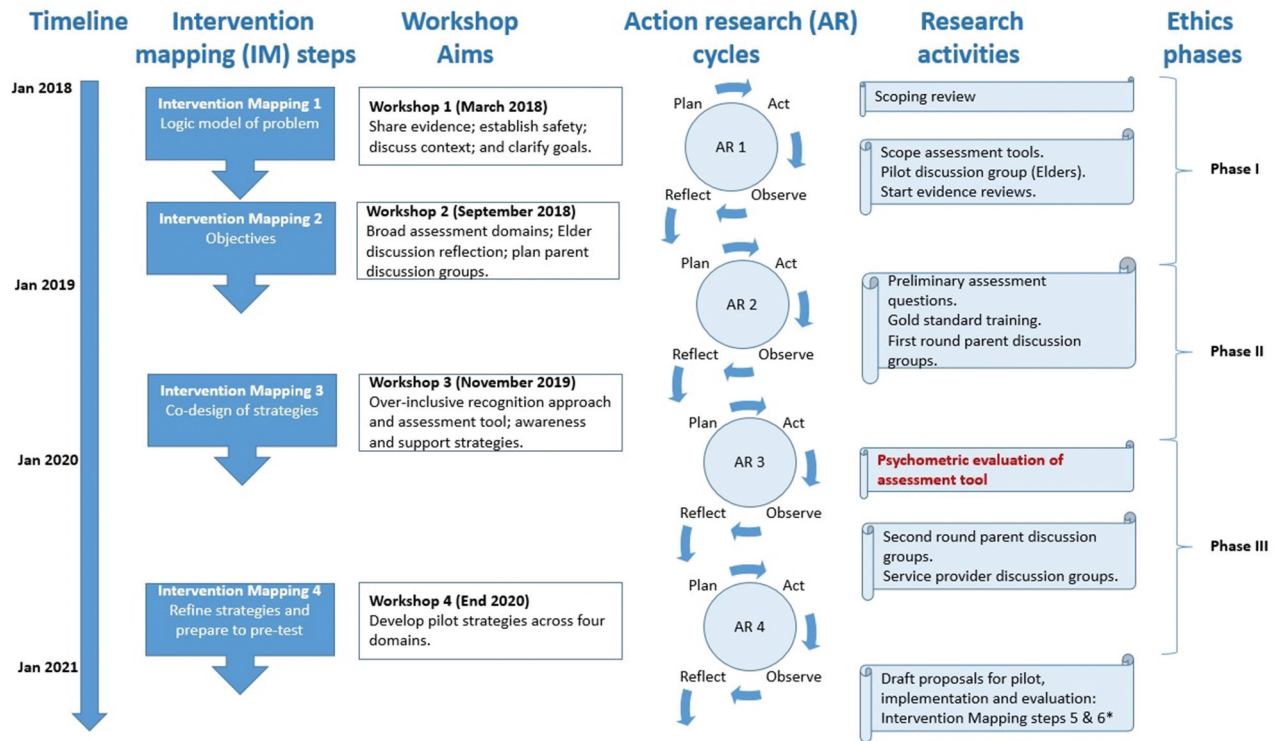 Timeline
Intervention
mapping (IM) steps
Workshop
Aims
Action research (AR)
cycles
Research
activities
Ethics
phases
Jan 2018
Intervention Mapping 1
Logic model of problem
Workshop 1 (March 2018)
Share evidence; establish safety;
discuss context; and clarify goals.
Plan
Act
AR 1
Reflect
Observe
Scoping review
Scope assessment tools.
Pilot discussion group (Elders).
Start evidence reviews.
Phase I
Intervention Mapping 2
Objectives
Workshop 2 (September 2018)
Broad assessment domains; Elder
discussion reflection; plan parent
discussion groups.
Jan 2019
Plan
Act
AR 2
Reflect
Observe
Preliminary assessment
questions.
Gold standard training.
First round parent discussion
groups.
Phase II
Intervention Mapping 3
Co-design of strategies
Workshop 3 (November 2019)
Over-inclusive recognition approach
and assessment tool; awareness
and support strategies.
Jan 2020
Plan
Act
AR 3
Reflect
Observe
Psychometric evaluation of
assessment tool
Second round parent discussion
groups.
Service provider discussion groups.
Phase III
Intervention Mapping 4
Refine strategies and
prepare to pre-test
Workshop 4 (End 2020)
Develop pilot strategies across four
domains.
Jan 2021
Plan
Act
AR 4
Reflect
Observe
Draft proposals for pilot,
implementation and evaluation:
Intervention Mapping steps 5 & 6*